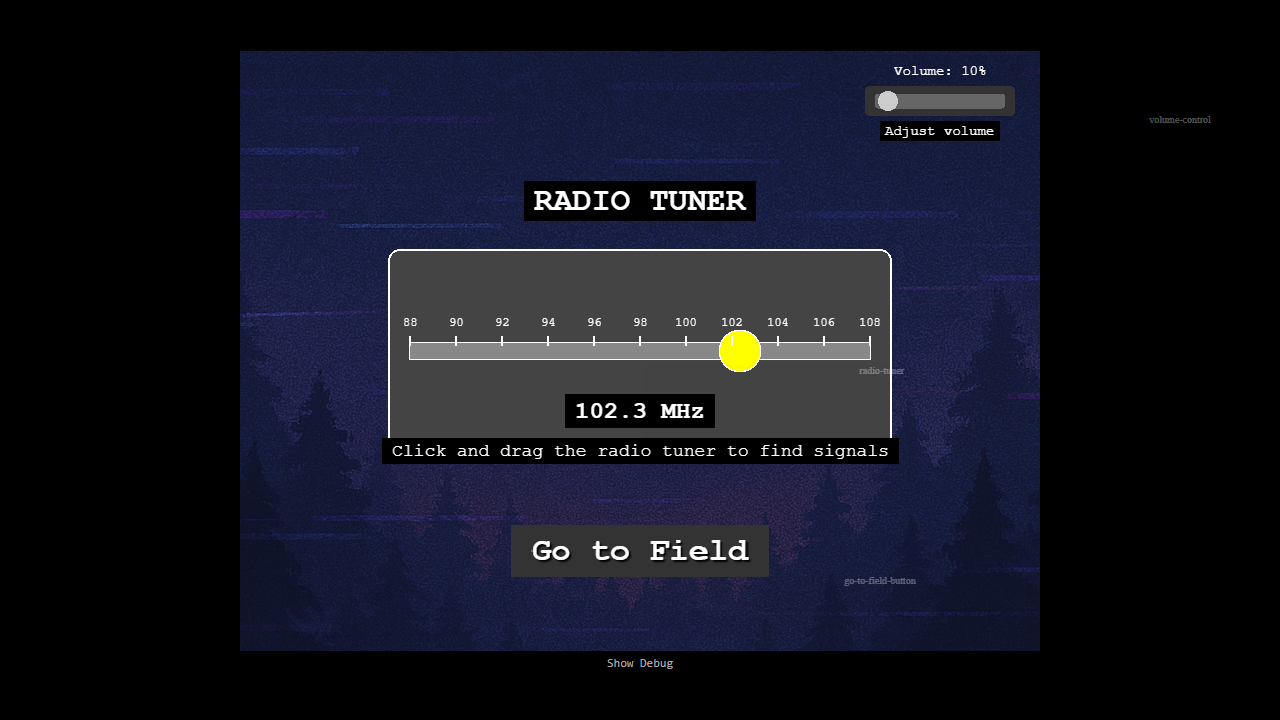 Volume: 10%
Adjust volume
volume-control
RADIO TUNER
88 90 92 94 96 98 100 102 104 106 108
radio-tuner
102.3 MHz
Click and drag the radio tuner to find signals
Go to Field
go-to-field-button
Show Debug